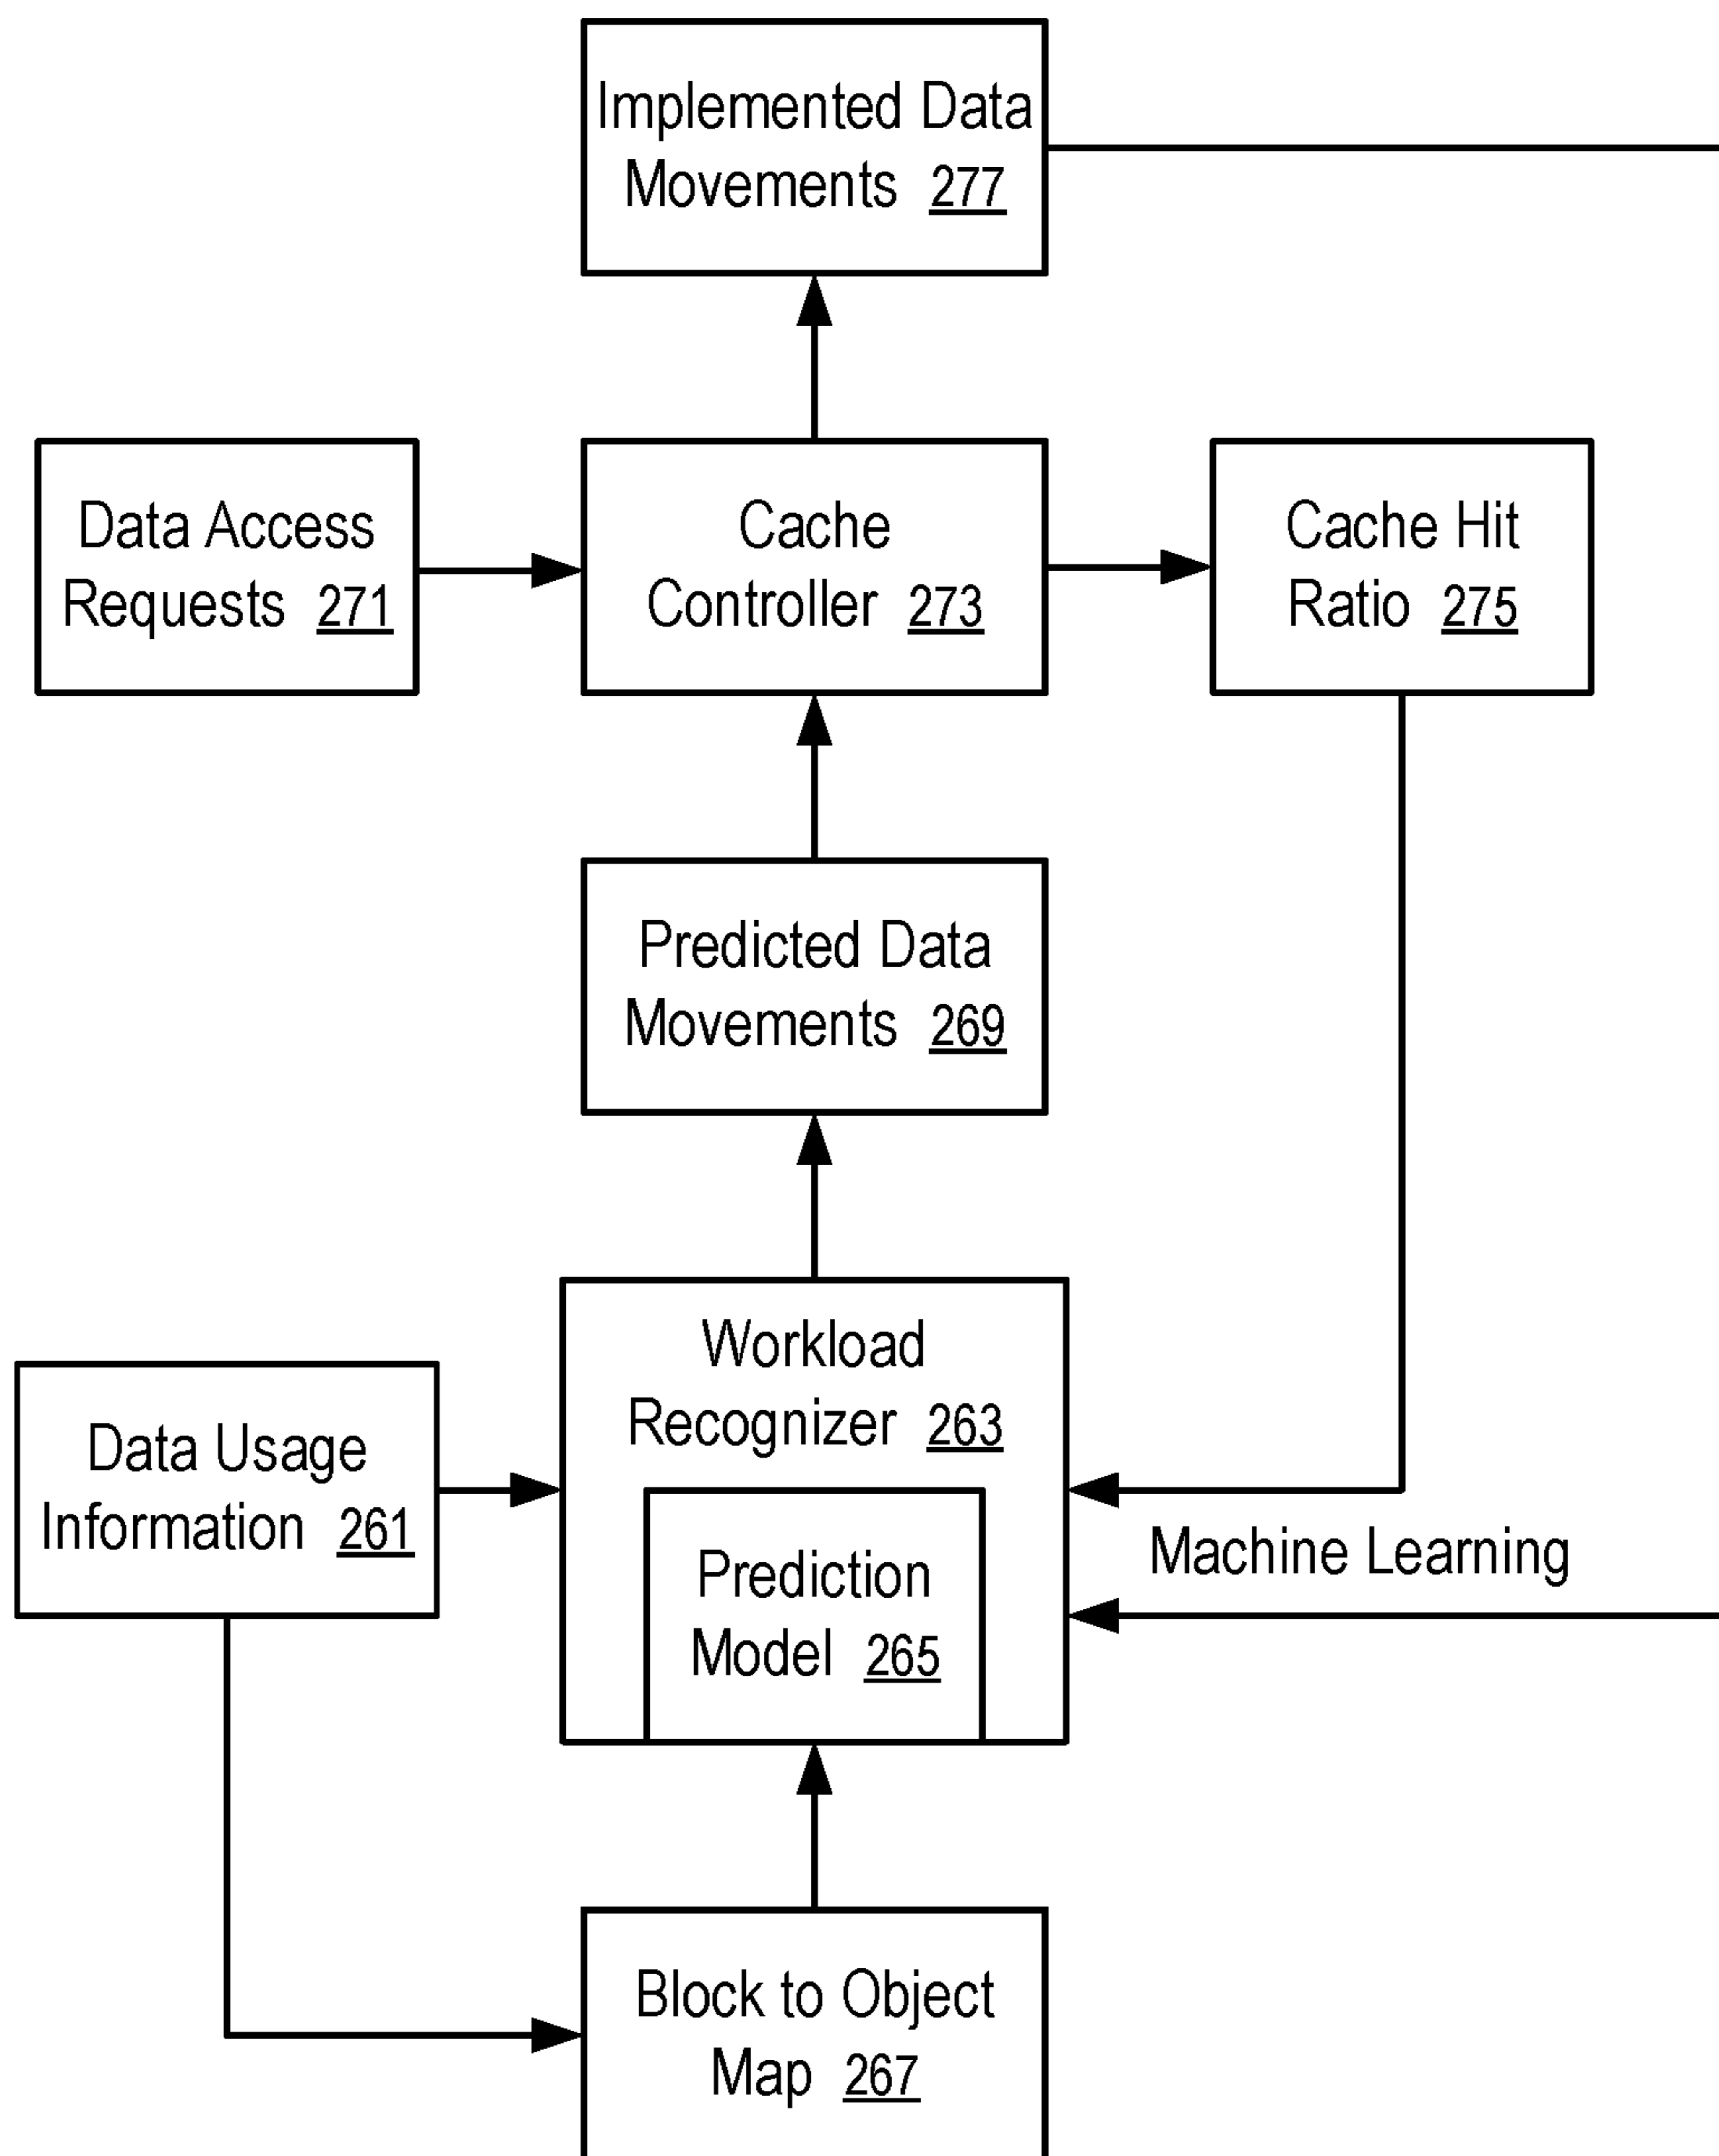 Implemented Data
Movements 277
Data Access
Requests 271
Cache
Controller 273
Cache Hit
Ratio 275
Predicted Data
Movements 269
Workload
Recognizer 263
Data Usage
Information 261
Prediction
Model 265
Machine Learning
Block to Object
Map 267